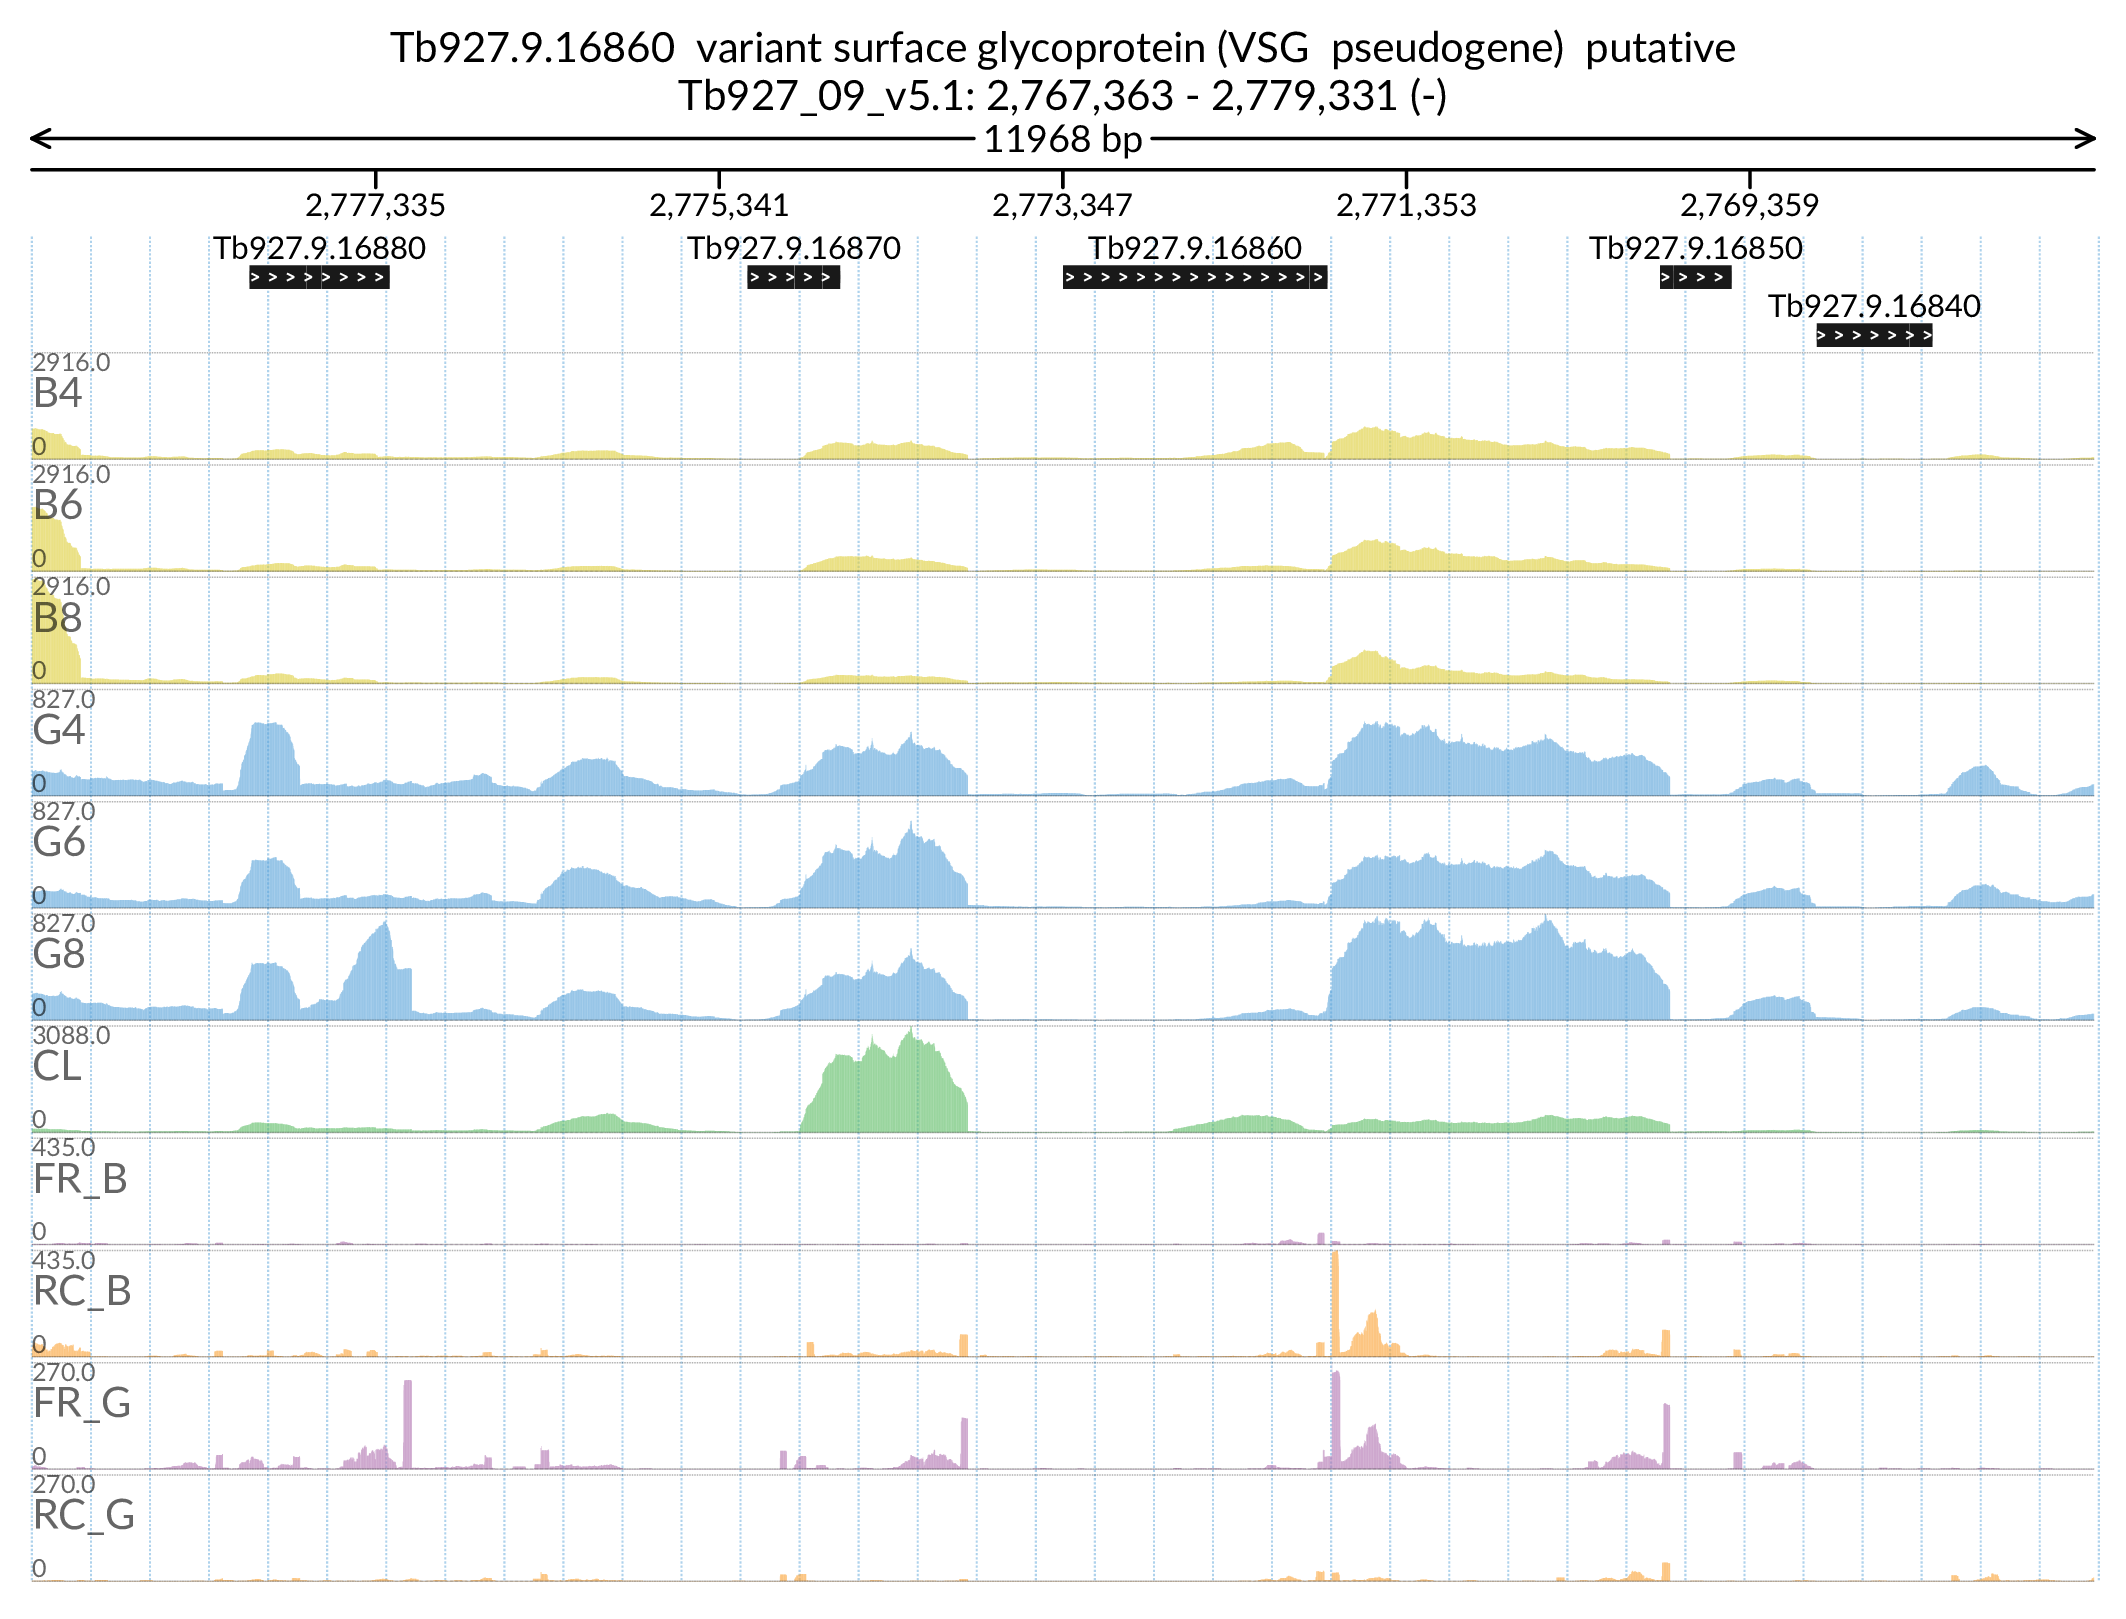 Tb927.9.16860 variant surface glycoprotein (VSG pseudogene) putative
Tb927_09_v5.1: 2,767,363 - 2,779,331 (-)
11968 bp
2,777,335 2,775,341 2,773,347 2,771,353 2,769,359
Tb927.9.16880 Tb927.9.16870 Tb927.9.16860 Tb927.9.16850
Tb927.9.16840
2916.0
B4
0
2916.0
B6
0
2916.0
B8
0
827.0
G4
0
827.0
G6
0
827.0
G8
0
3088.0
CL
0
435.0
FR_B
0
435.0
RC_B
0
270.0
FR_G
0
270.0
RC_G
0